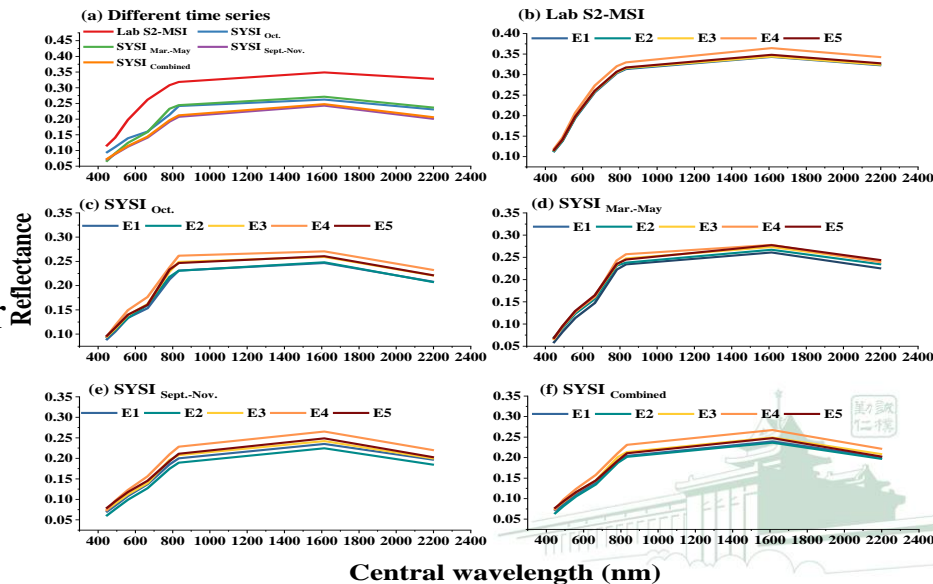 (a) Different time series
Lab S2-MSI SYSI Oct.
SYSI Mar.-May SYSI Sept.-Nov.
SYSI Combined
0.45
0.40
0.35
0.30
0.25
0.20
0.15
0.10
0.05
400 600 800 1000 1200 1400 1600 1800 2000 2200 2400
(b) Lab S2-MSI
E1 E2 E3 E4 E5
0.40
0.35
0.30
0.25
0.20
0.15
0.10
400 600 800 1000 1200 1400 1600 1800 2000 2200 2400
(c) SYSI Oct.
E1 E2 E3 E4 E5
0.35
0.30
0.25
0.20
0.15
0.10
400 600 800 1000 1200 1400 1600 1800 2000 2200 2400
(d) SYSI Mar.-May
E1 E2 E3 E4 E5
0.35
0.30
0.25
0.20
0.15
0.10
0.05
400 600 800 1000 1200 1400 1600 1800 2000 2200 2400
(e) SYSI Sept.-Nov.
E1 E2 E3 E4 E5
0.35
0.30
0.25
0.20
0.15
0.10
0.05
400 600 800 1000 1200 1400 1600 1800 2000 2200 2400
(f) SYSI Combined
E1 E2 E3 E4 E5
0.35
0.30
0.25
0.20
0.15
0.10
0.05
400 600 800 1000 1200 1400 1600 1800 2000 2200 2400
Reflectance
Central wavelength (nm)
誠樸
勤仁